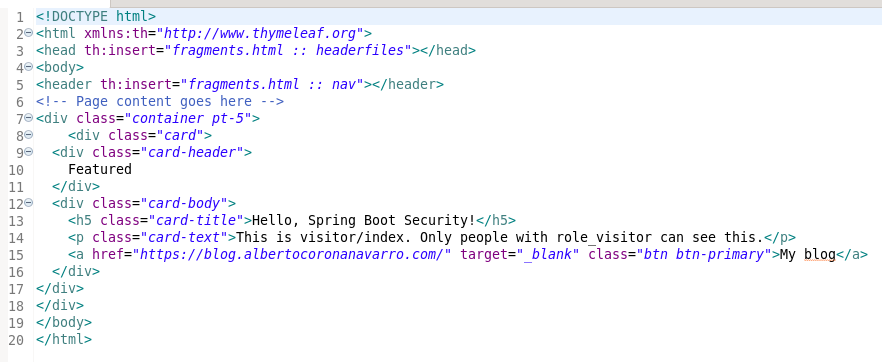 1 <!DOCTYPE html>
2 <html xmlns:th="http://www.thymeleaf.org">
3 <head th:insert="fragments.html :: headerfiles"></head>
4 <body>
5 <header th:insert="fragments.html :: nav"></header>
6 <!-- Page content goes here -->
7 <div class="container pt-5">
8     <div class="card">
9   <div class="card-header">
10     Featured
11   </div>
12   <div class="card-body">
13     <h5 class="card-title">Hello, Spring Boot Security!</h5>
14     <p class="card-text">This is visitor/index. Only people with role_visitor can see this.</p>
15     <a href="https://blog.albertocoronanavarro.com/" target="_blank" class="btn btn-primary">My blog</a>
16   </div>
17 </div>
18 </div>
19 </body>
20 </html>